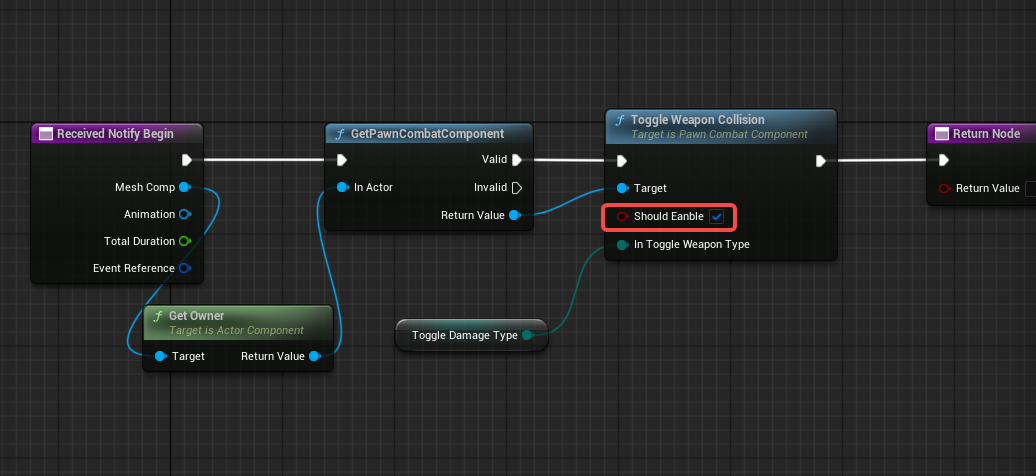 Received Notify Begin
Mesh Comp
Animation
Total Duration
Event Reference
Get Owner
Target is Actor Component
Target
Return Value
GetPawnCombatComponent
Valid
In Actor
Invalid
Return Value
Toggle Damage Type
Toggle Weapon Collision
Target is Pawn Combat Component
Target
Should Eanble
In Toggle Weapon Type
Return Node
Return Value